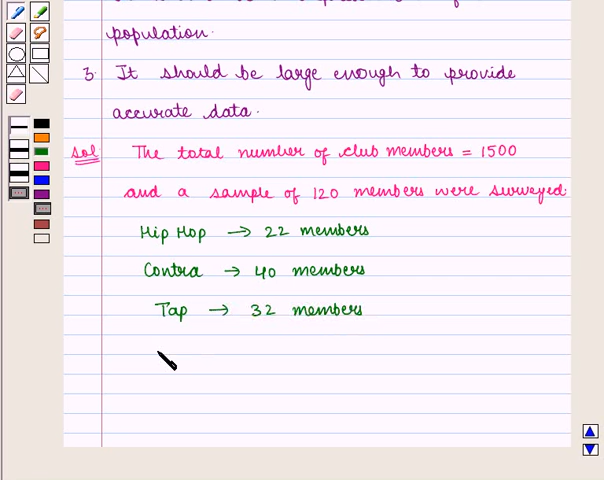 population.
3. It should be large enough to provide
accurate data.
Sol: The total number of club members = 1500
and a sample of 120 members were surveyed.
Hip Hop → 22 members
Contra → 40 members
Tap → 32 members